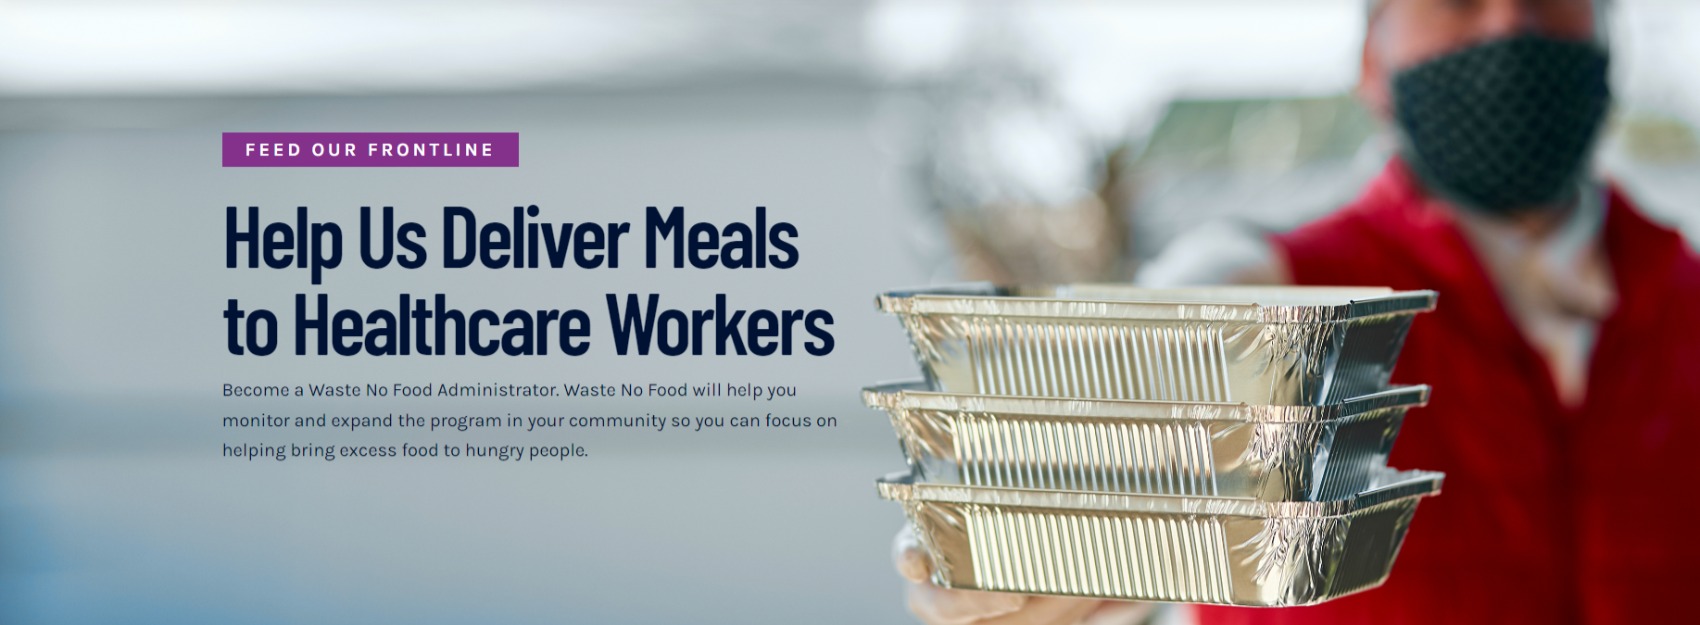 FEED OUR FRONTLINE
Help Us Deliver Meals
to Healthcare Workers
Become a Waste No Food Administrator. Waste No Food will help you
monitor and expand the program in your community so you can focus on
helping bring excess food to hungry people.